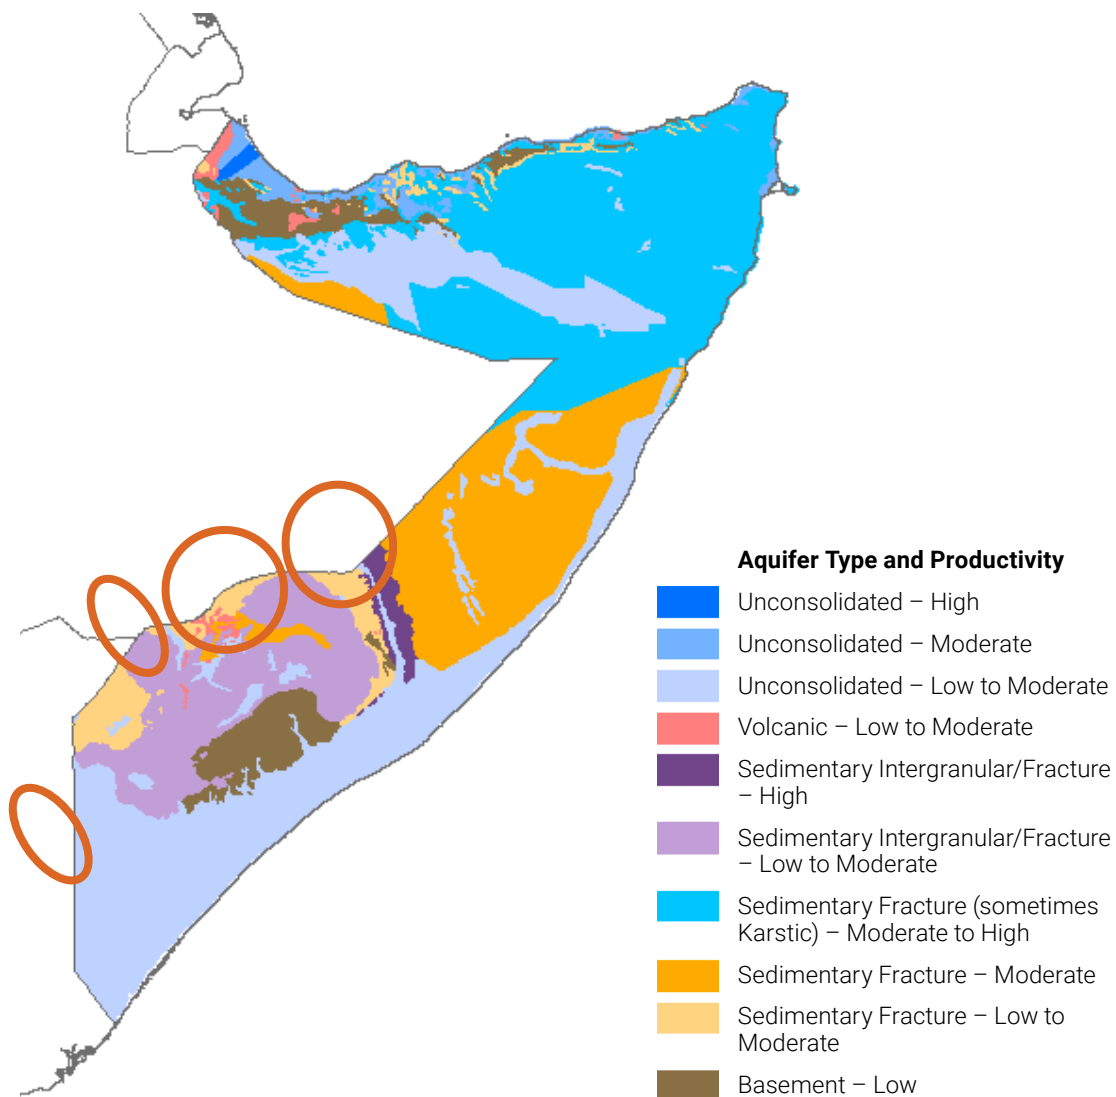 Aquifer Type and Productivity
Unconsolidated – High
Unconsolidated – Moderate
Unconsolidated – Low to Moderate
Volcanic – Low to Moderate
Sedimentary Intergranular/Fracture
– High
Sedimentary Intergranular/Fracture
– Low to Moderate
Sedimentary Fracture (sometimes
Karstic) – Moderate to High
Sedimentary Fracture – Moderate
Sedimentary Fracture – Low to
Moderate
Basement – Low